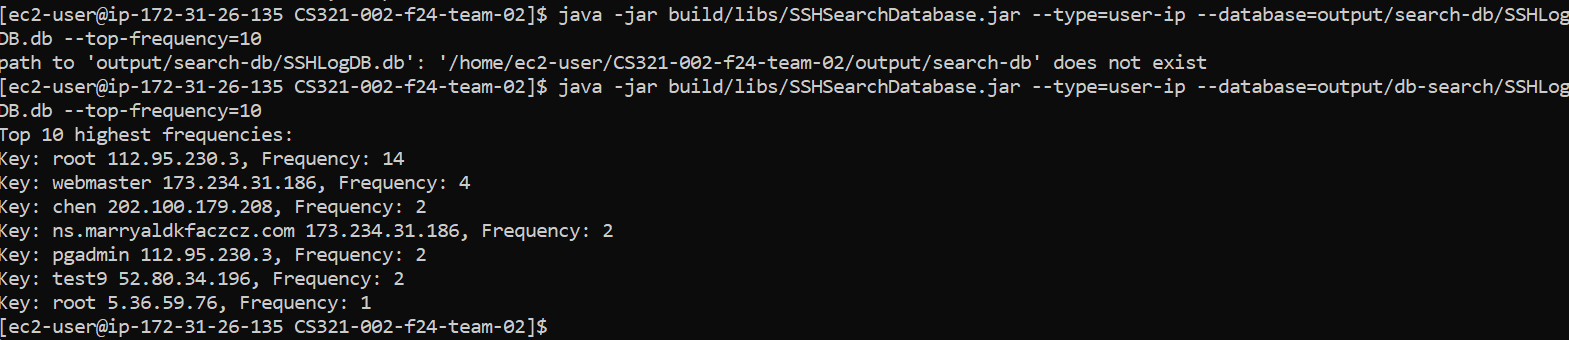 [ec2-user@ip-172-31-26-135 CS321-002-f24-team-02]$ java -jar build/libs/SSHSearchDatabase.jar --type=user-ip --database=output/search-db/SSHLog
DB.db --top-frequency=10
path to 'output/search-db/SSHLogDB.db': '/home/ec2-user/CS321-002-f24-team-02/output/search-db' does not exist
[ec2-user@ip-172-31-26-135 CS321-002-f24-team-02]$ java -jar build/libs/SSHSearchDatabase.jar --type=user-ip --database=output/db-search/SSHLog
DB.db --top-frequency=10
Top 10 highest frequencies:
Key: root 112.95.230.3, Frequency: 14
Key: webmaster 173.234.31.186, Frequency: 4
Key: chen 202.100.179.208, Frequency: 2
Key: ns.marryaldkfaczcz.com 173.234.31.186, Frequency: 2
Key: pgadmin 112.95.230.3, Frequency: 2
Key: test9 52.80.34.196, Frequency: 2
Key: root 5.36.59.76, Frequency: 1
[ec2-user@ip-172-31-26-135 CS321-002-f24-team-02]$